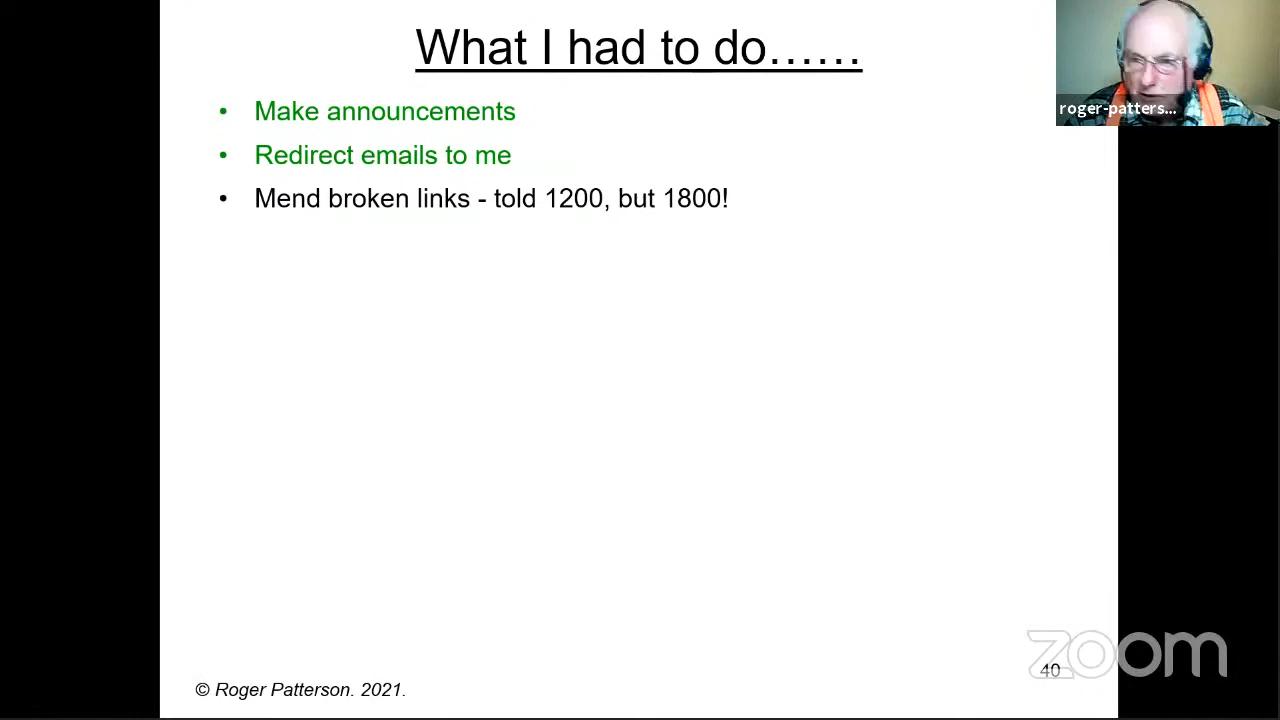 What I had to do......
• Make announcements
• Redirect emails to me
• Mend broken links - told 1200, but 1800!
roger-patters...
zoom
40
© Roger Patterson. 2021.